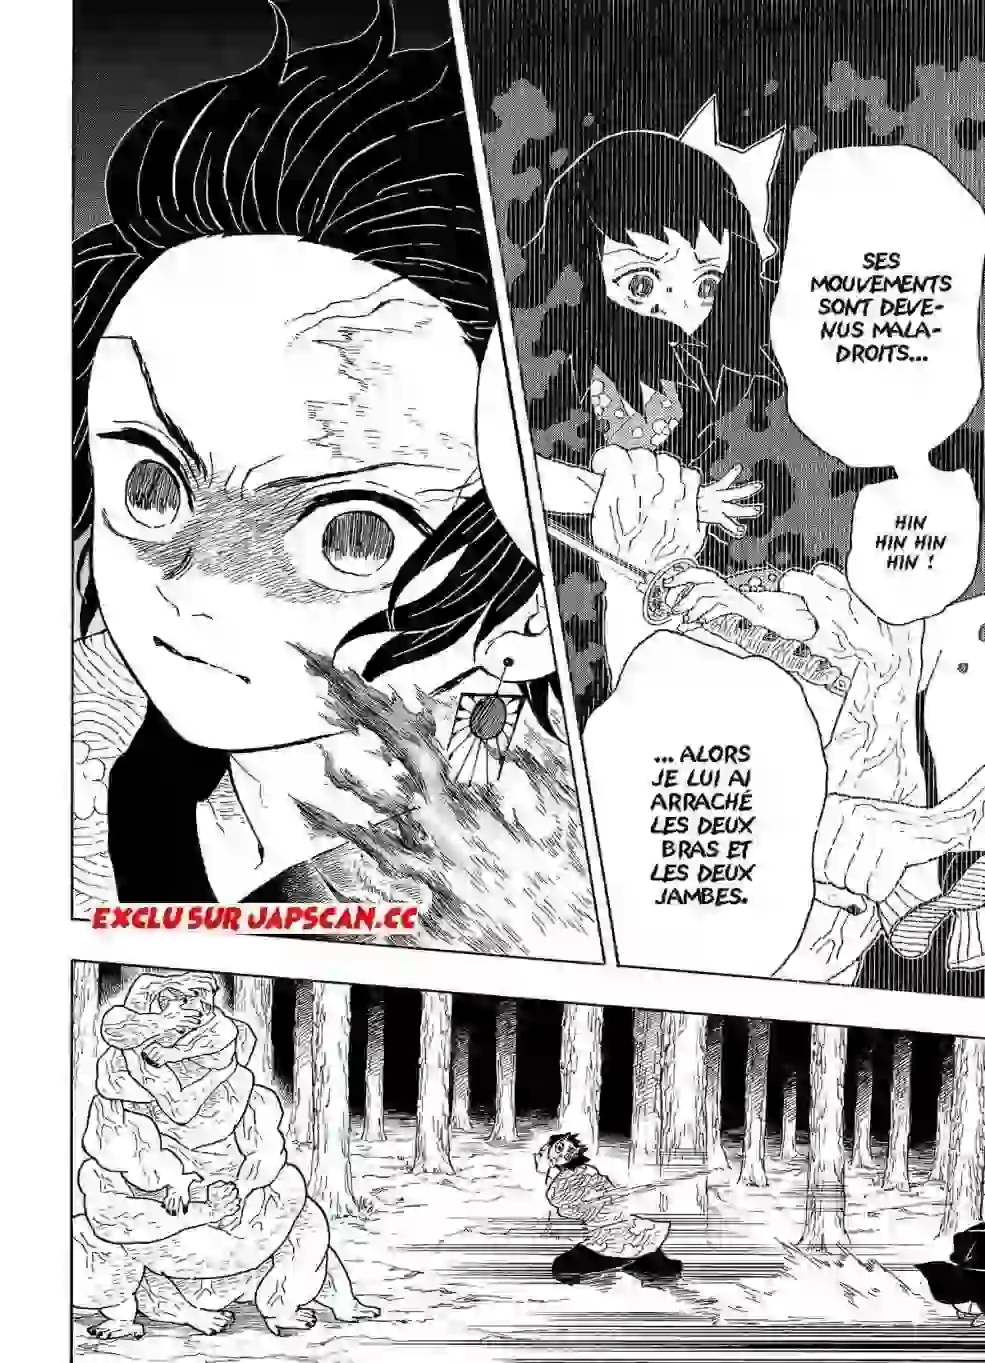 SES
MOUVEMENTS
SONT DEVE-
NUS MALA-
DROITS...
HIN
HIN HIN
HIN !
... ALORS
JE LUI AI
ARRACHÉ
LES DEUX
BRAS ET
LES DEUX
JAMBES.
EXCLU SUR JAPSCAN.CC